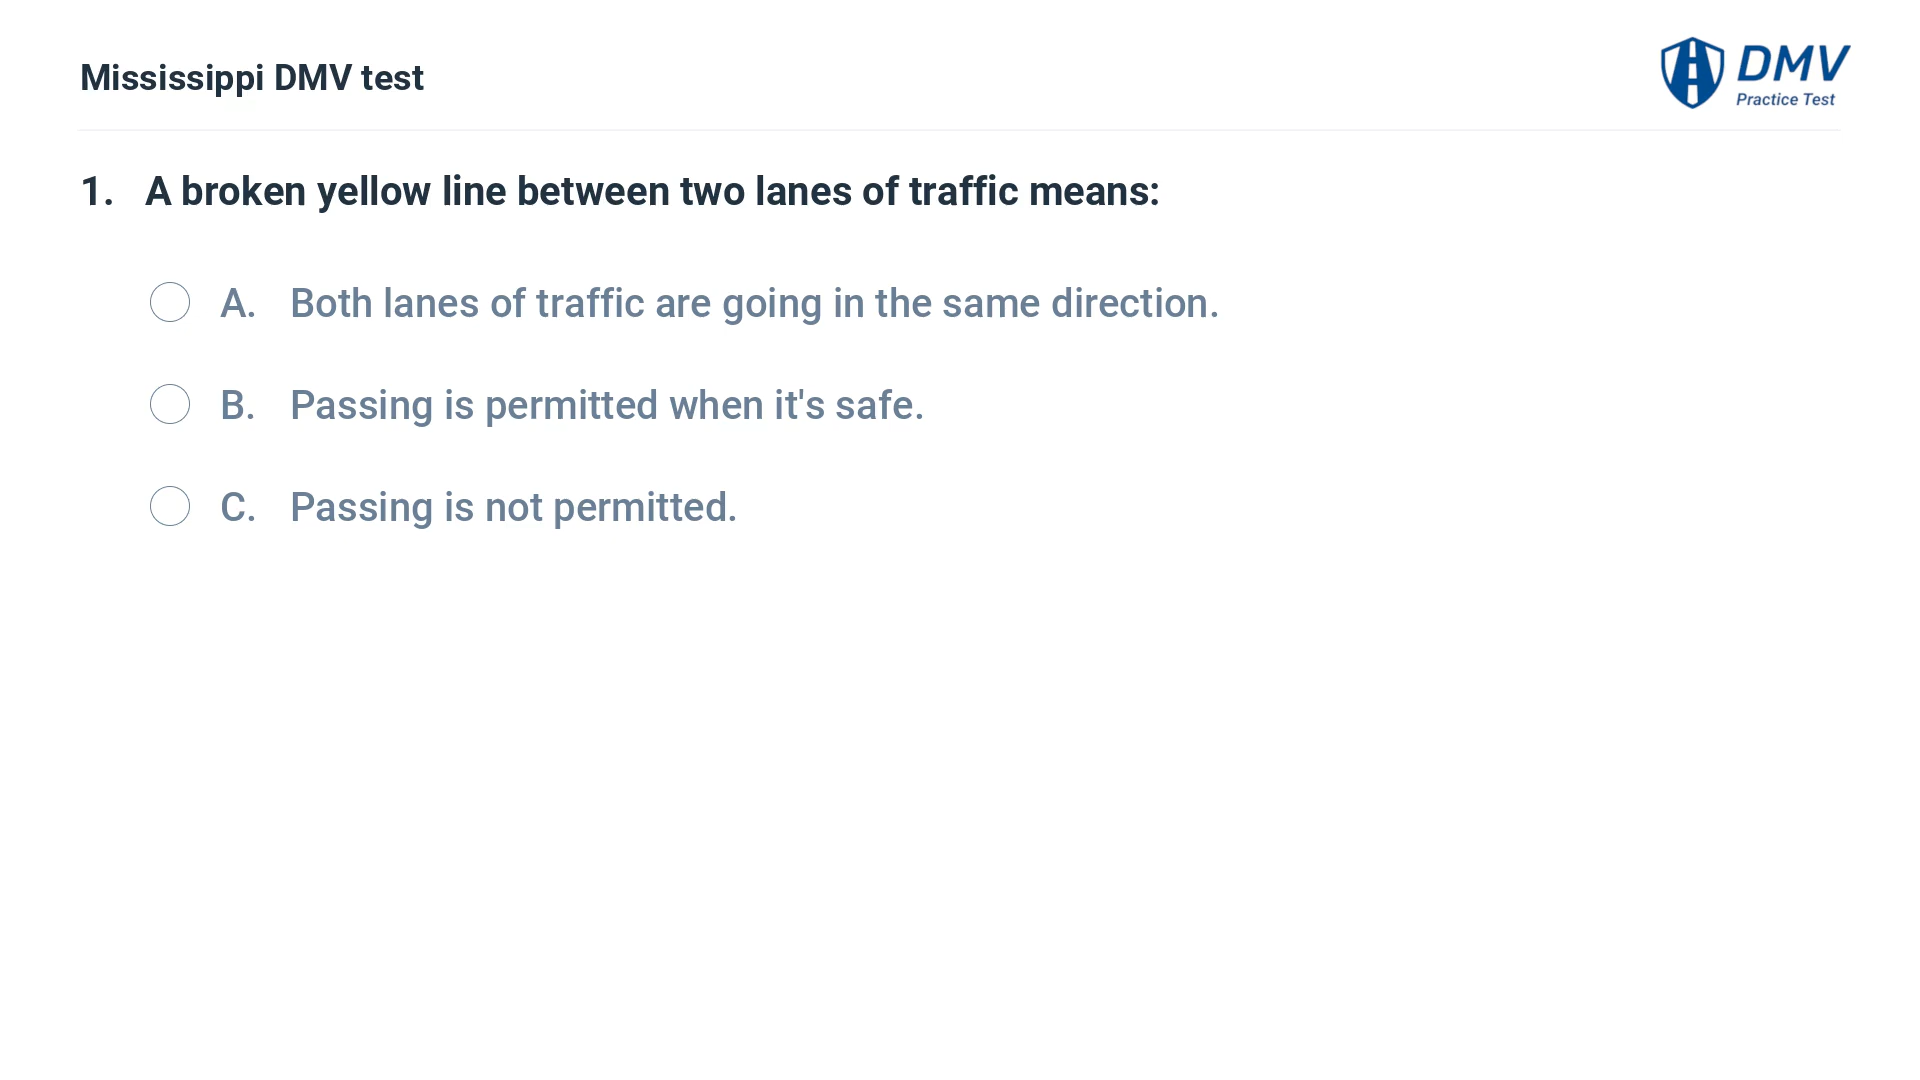 Mississippi DMV test
DMV
Practice Test
1. A broken yellow line between two lanes of traffic means:
A. Both lanes of traffic are going in the same direction.
B. Passing is permitted when it's safe.
C. Passing is not permitted.